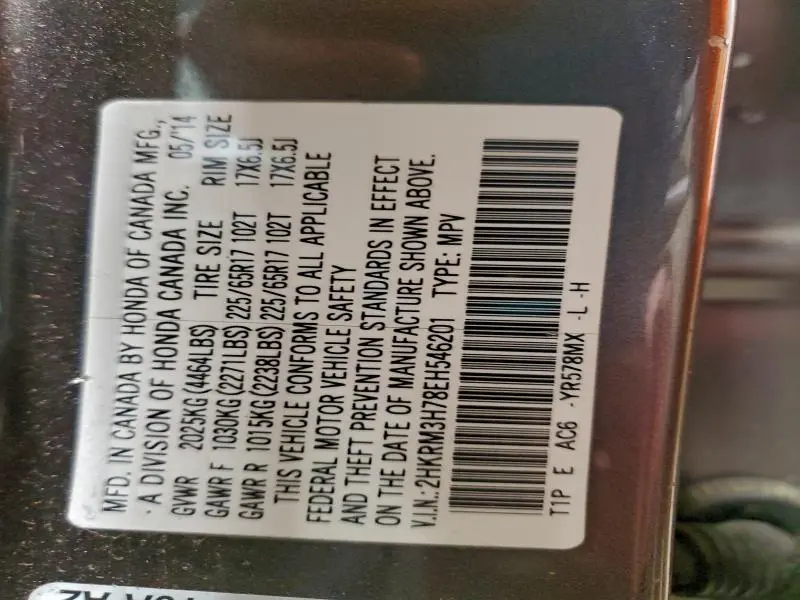 MFD. IN CANADA BY HONDA OF CANADA MFG.,
· A DIVISION OF HONDA CANADA INC. 05/'14
GVWR 2025KG (4464LBS) TIRE SIZE RIM SIZE
GAWR F 1030KG (2271LBS) 225/65R17 102T 17X6.5J
GAWR R 1015KG (2238LBS) 225/65R17 102T 17X6.5J
THIS VEHICLE CONFORMS TO ALL APPLICABLE
FEDERAL MOTOR VEHICLE SAFETY
AND THEFT PREVENTION STANDARDS IN EFFECT
ON THE DATE OF MANUFACTURE SHOWN ABOVE.
V.I.N.: 2HKRM3H78EH546201 TYPE: MPV
T1P E AC6 -YR578MX -L -H